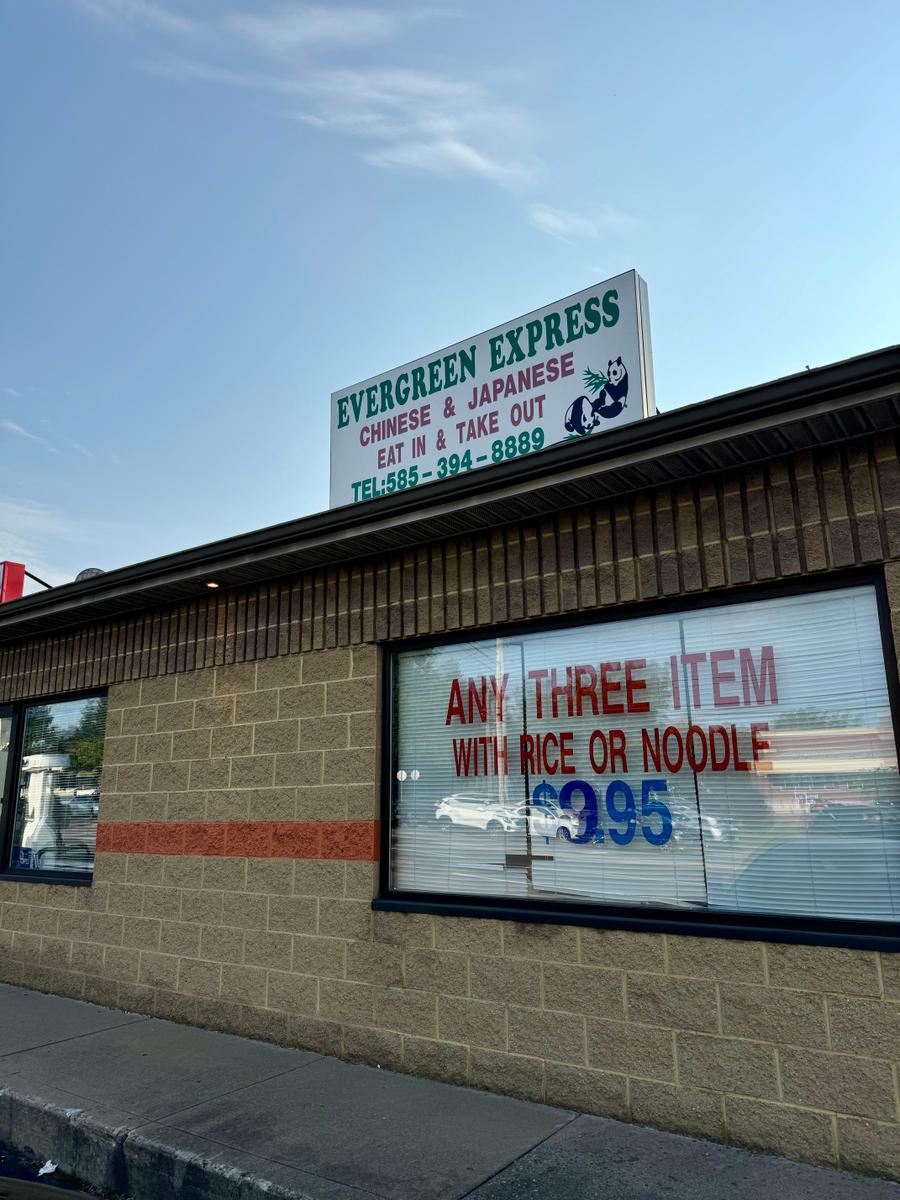 EVERGREEN EXPRESS
CHINESE & JAPANESE
EAT IN & TAKE OUT
TEL:585-394-8889
ANY THREE ITEM
WITH RICE OR NOODLE
$9.95